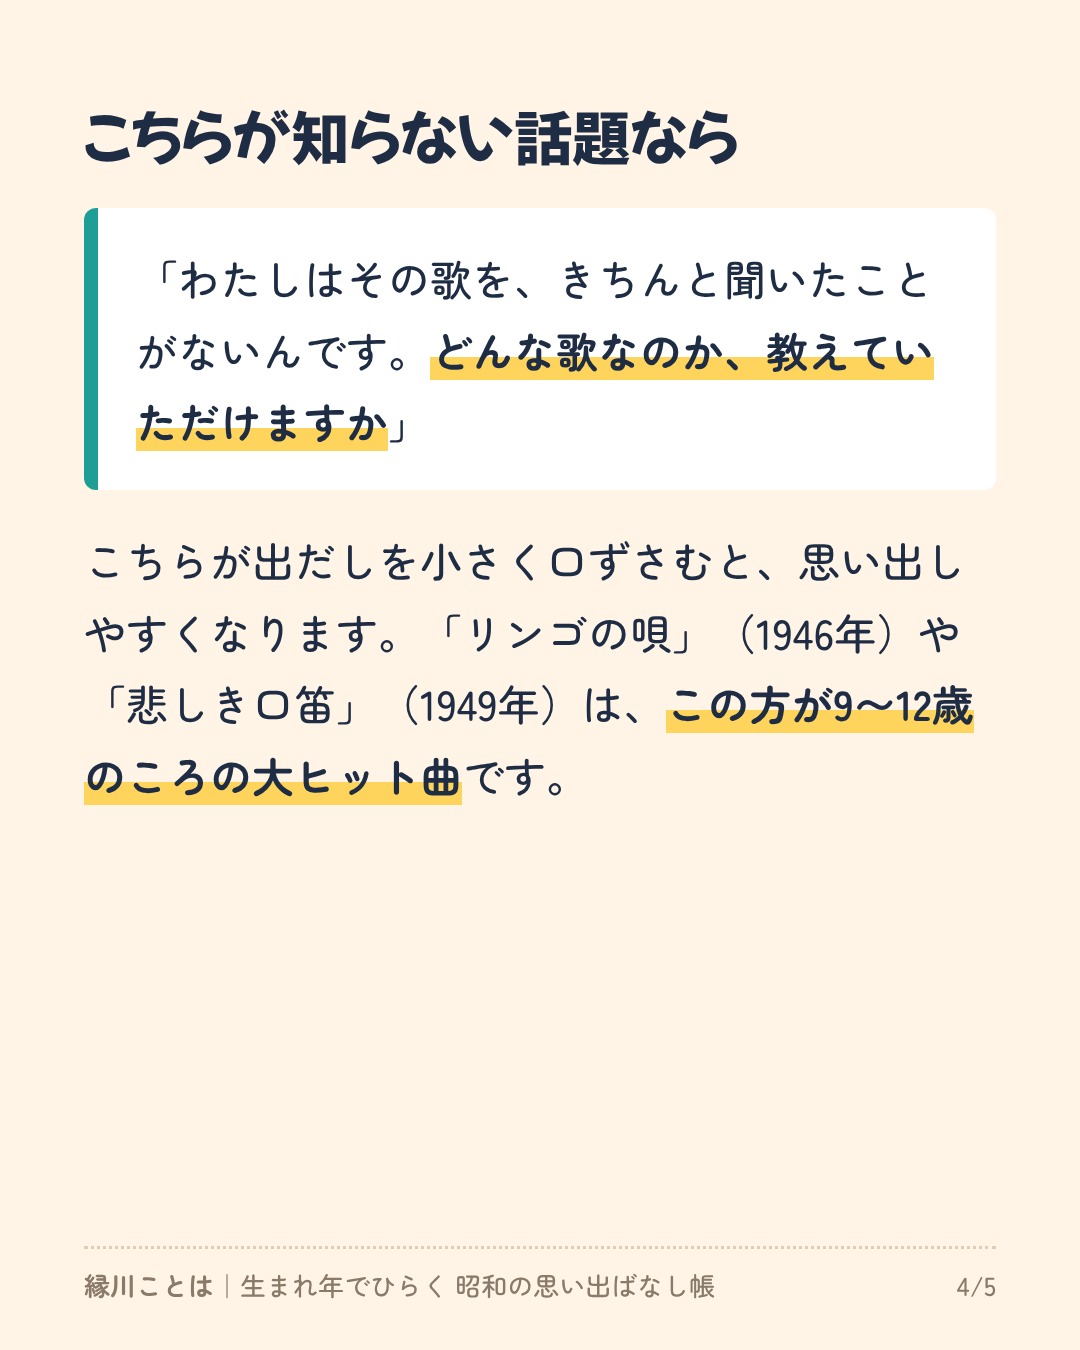 こちらが知らない話題なら
「わたしはその歌を、きちんと聞いたこと
がないんです。どんな歌なのか、教えてい
ただけますか」
こちらが出だしを小さく口ずさむと、思い出し
やすくなります。「リンゴの唄」（1946年）や
「悲しき口笛」（1949年）は、この方が9〜12歳
のころの大ヒット曲です。
縁川ことは｜生まれ年でひらく 昭和の思い出ばなし帳
4/5